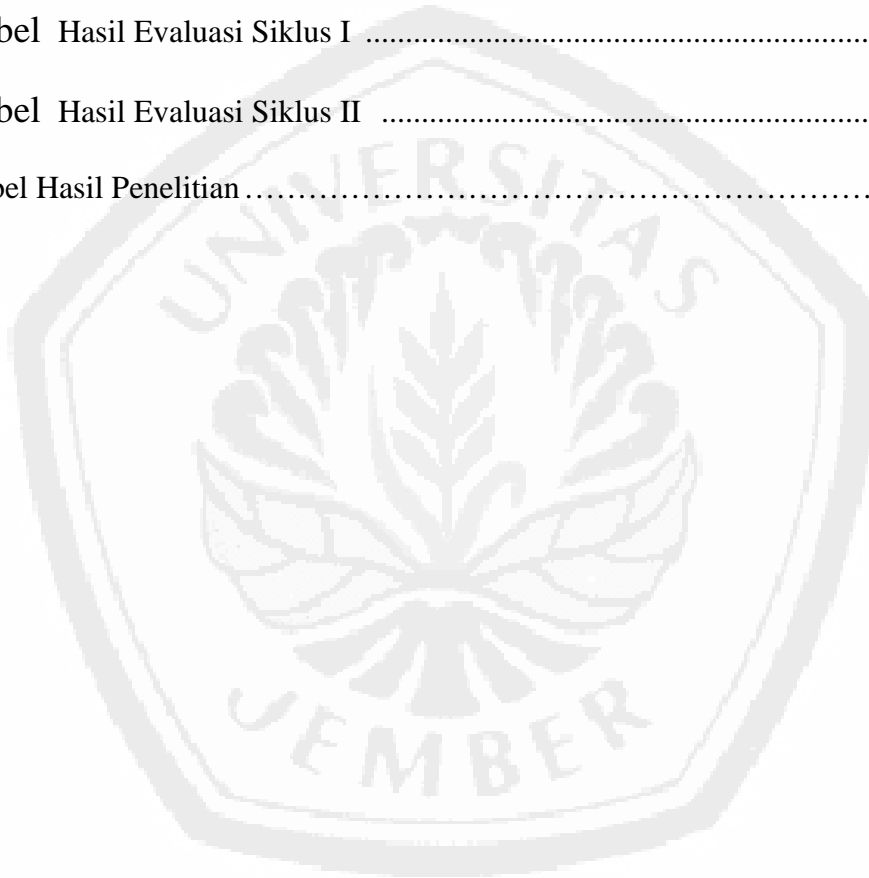 bel Hasil Evaluasi Siklus I ................................................................
bel Hasil Evaluasi Siklus II ..............................................................
bel Hasil Penelitian ………………………………………………………………
UNIVERSITAS
JEMBER